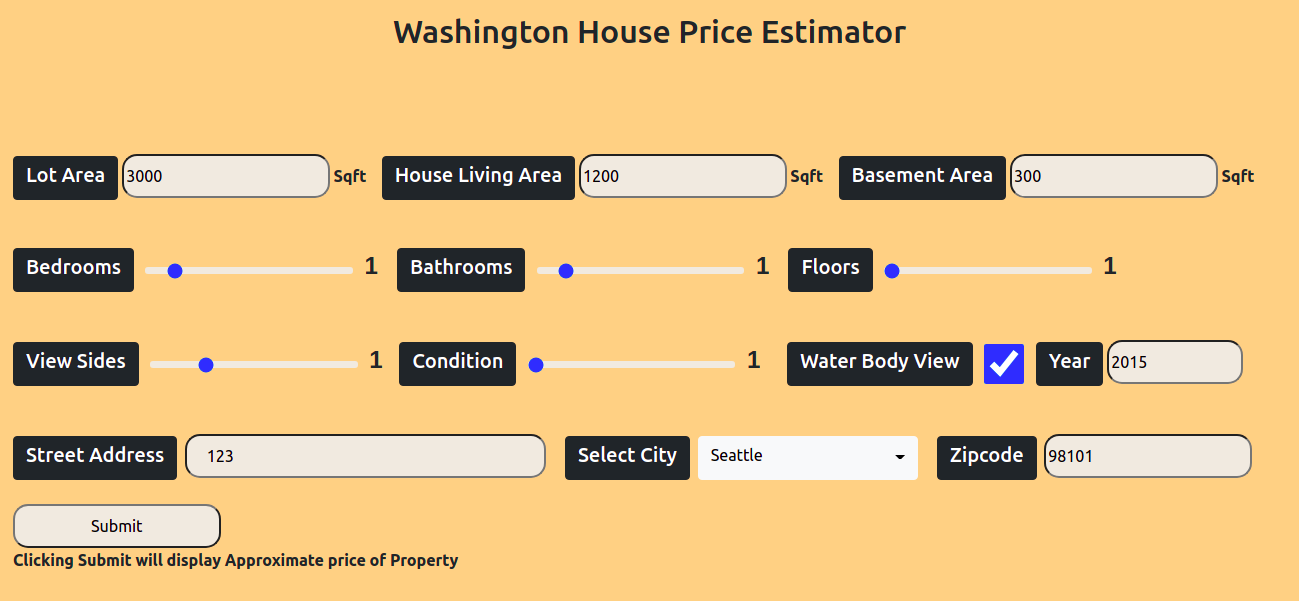 Washington House Price Estimator
Lot Area 3000 Sqft House Living Area 1200 Sqft Basement Area 300 Sqft
Bedrooms 1 Bathrooms 1 Floors 1
View Sides 1 Condition 1 Water Body View Year 2015
Street Address 123 Select City Seattle Zipcode 98101
Submit
Clicking Submit will display Approximate price of Property